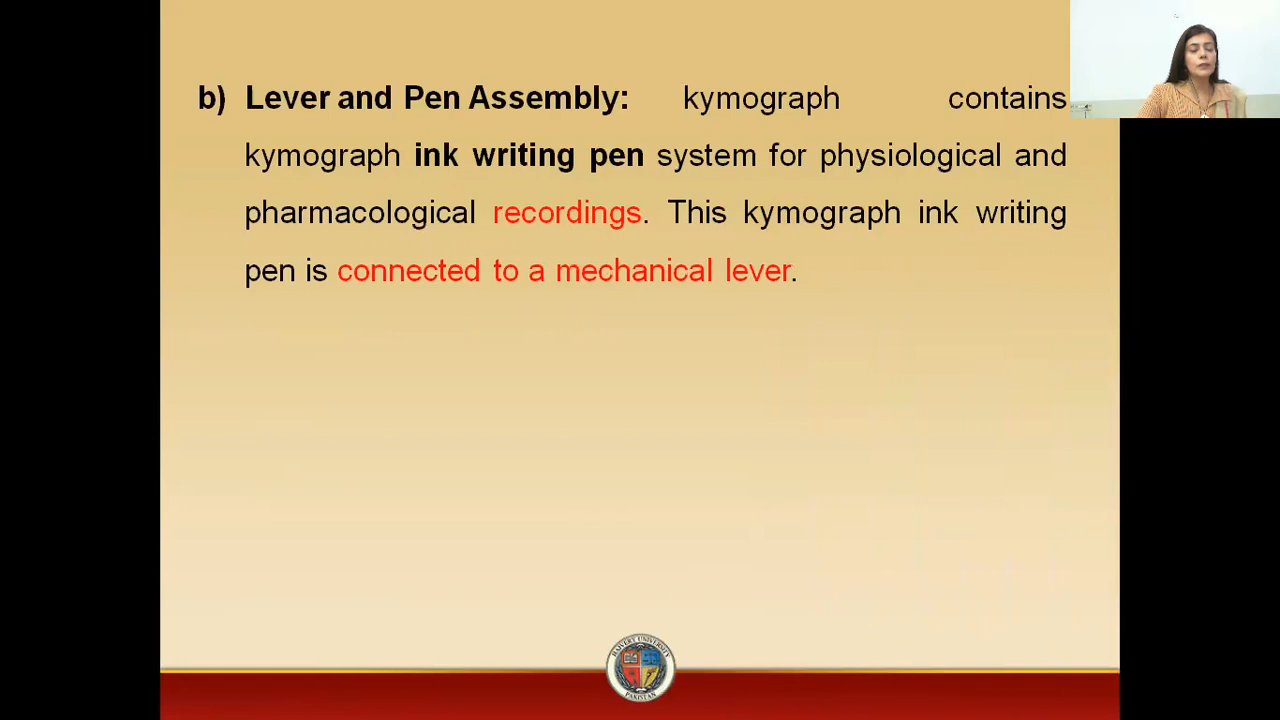 b) Lever and Pen Assembly: kymograph contains
kymograph ink writing pen system for physiological and
pharmacological recordings. This kymograph ink writing
pen is connected to a mechanical lever.
PAKISTAN